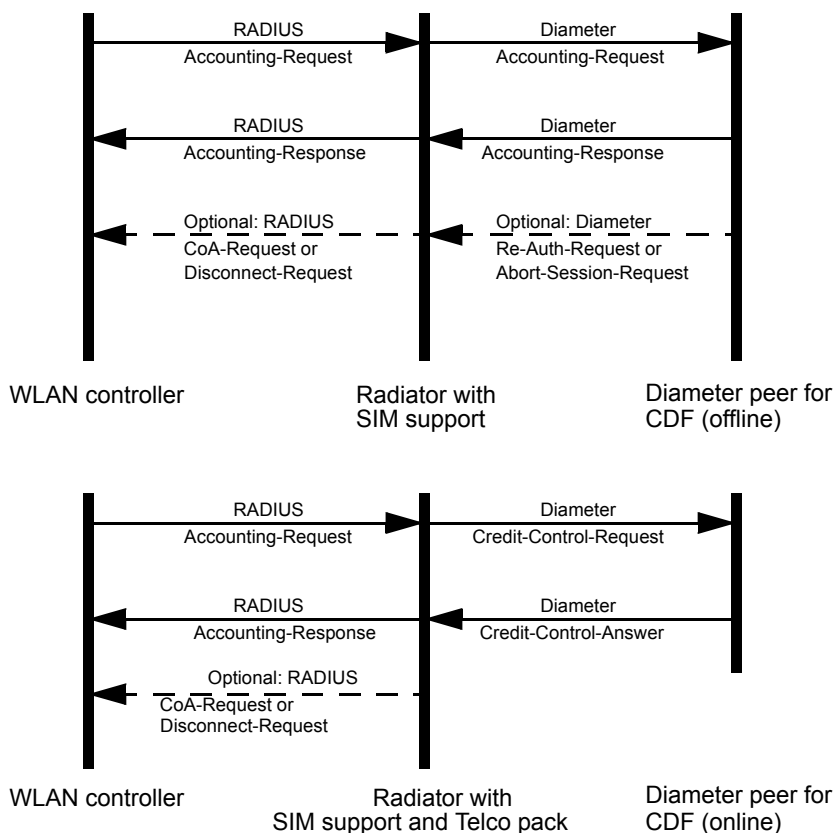 RADIUS
Accounting-Request
Diameter
Accounting-Request
RADIUS
Accounting-Response
Diameter
Accounting-Response
Optional: RADIUS
CoA-Request or
Disconnect-Request
Optional: Diameter
Re-Auth-Request or
Abort-Session-Request
WLAN controller
Radiator with
SIM support
Diameter peer for
CDF (offline)
RADIUS
Accounting-Request
Diameter
Credit-Control-Request
RADIUS
Accounting-Response
Diameter
Credit-Control-Answer
Optional: RADIUS
CoA-Request or
Disconnect-Request
WLAN controller
Radiator with
SIM support and Telco pack
Diameter peer for
CDF (online)